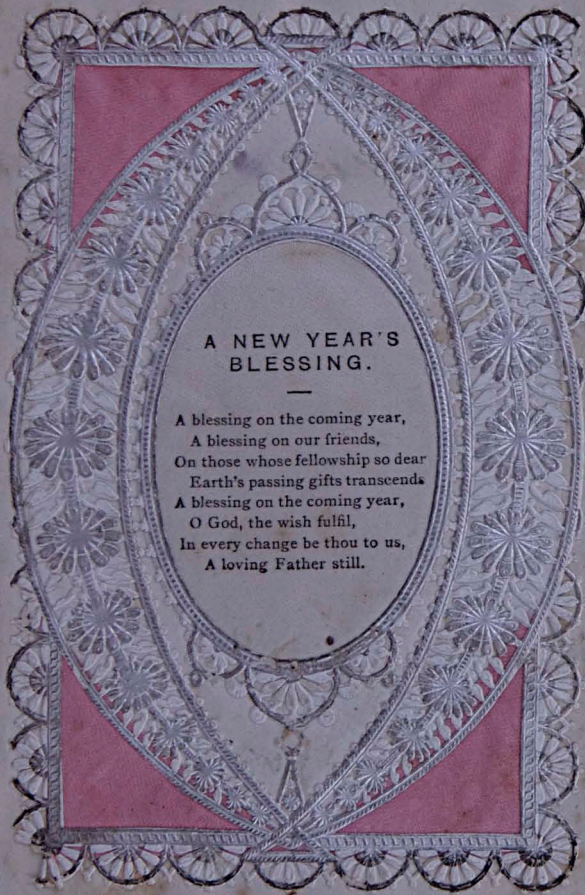 A NEW YEAR'S
BLESSING.
A blessing on the coming year,
A blessing on our friends,
On those whose fellowship so dear
Earth's passing gifts transcends
A blessing on the coming year,
O God, the wish fulfil,
In every change be thou to us,
A loving Father still.